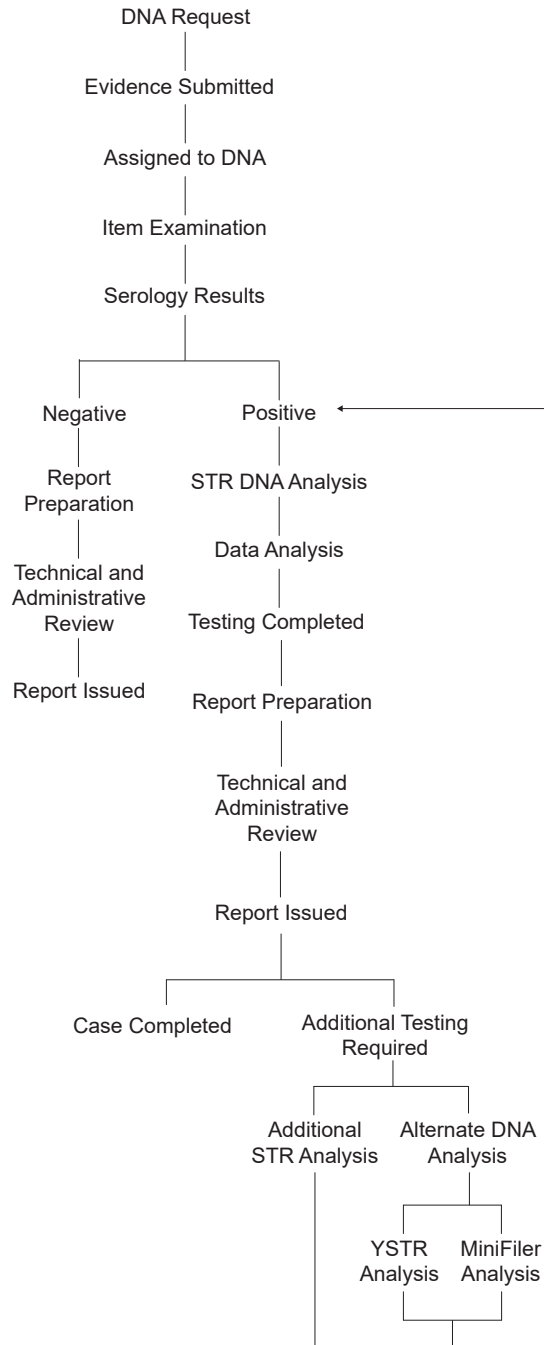 DNA Request
Evidence Submitted
Assigned to DNA
Item Examination
Serology Results
Negative
Positive
Report
Preparation
STR DNA Analysis
Data Analysis
Technical and
Administrative
Review
Testing Completed
Report Issued
Report Preparation
Technical and
Administrative
Review
Report Issued
Case Completed
Additional Testing
Required
Additional
STR Analysis
Alternate DNA
Analysis
YSTR
Analysis
MiniFiler
Analysis